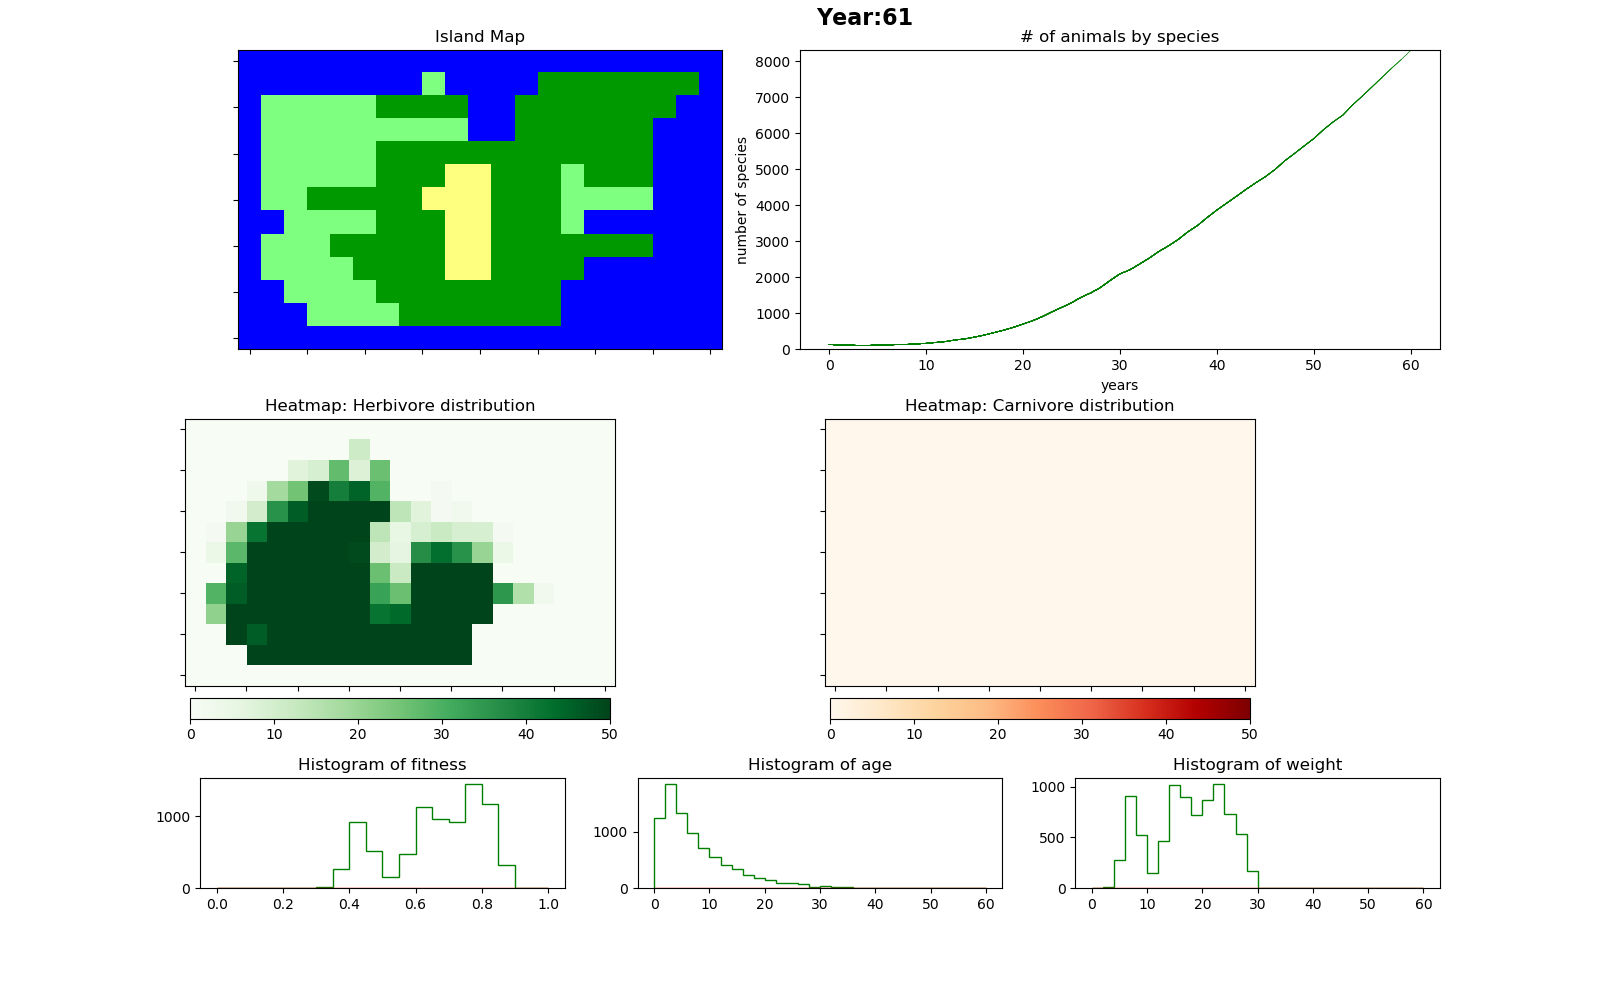 Year:61
Island Map
# of animals by species
number of species
8000
7000
6000
5000
4000
3000
2000
1000
0
0 10 20 30 40 50 60
years
Heatmap: Herbivore distribution
Heatmap: Carnivore distribution
0 10 20 30 40 50
0 10 20 30 40 50
Histogram of fitness
1000
0
0.0 0.2 0.4 0.6 0.8 1.0
Histogram of age
1000
0
0 10 20 30 40 50 60
Histogram of weight
1000
500
0
0 10 20 30 40 50 60